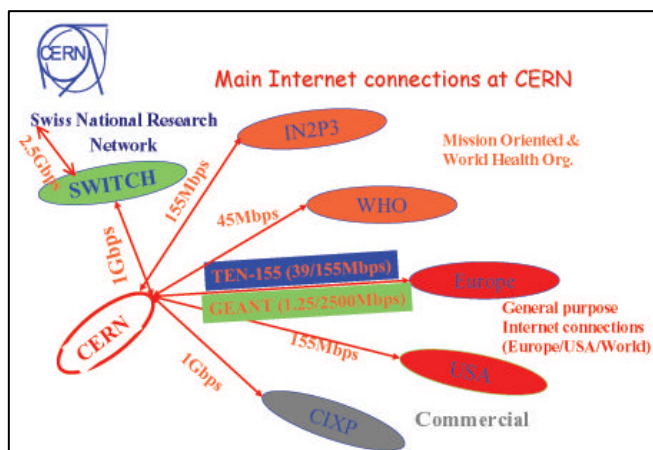 CERN
Main Internet connections at CERN
Swiss National Research
Network
2.5Gbps
SWITCH
IN2P3
Mission Oriented &
World Health Org.
155Mbps
WHO
45Mbps
1Gbps
TEN-155 (39/155Mbps)
Europe
GEANT (1.25/2500Mbps)
General purpose
Internet connections
(Europe/USA/World)
CERN
155Mbps
USA
1Gbps
CIXP
Commercial